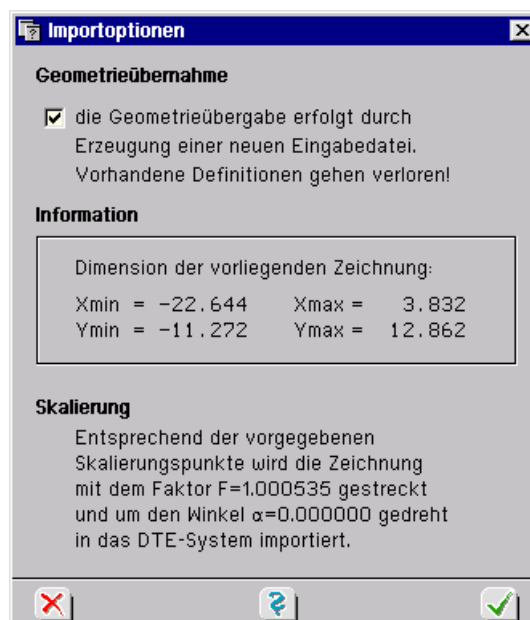 Importoptionen
Geometrieübernahme
die Geometrieübergabe erfolgt durch
Erzeugung einer neuen Eingabedatei.
Vorhandene Definitionen gehen verloren!
Information
Dimension der vorliegenden Zeichnung:
Xmin = -22.644 Xmax = 3.832
Ymin = -11.272 Ymax = 12.862
Skalierung
Entsprechend der vorgegebenen
Skalierungspunkte wird die Zeichnung
mit dem Faktor F=1.000535 gestreckt
und um den Winkel α=0.000000 gedreht
in das DTE-System importiert.